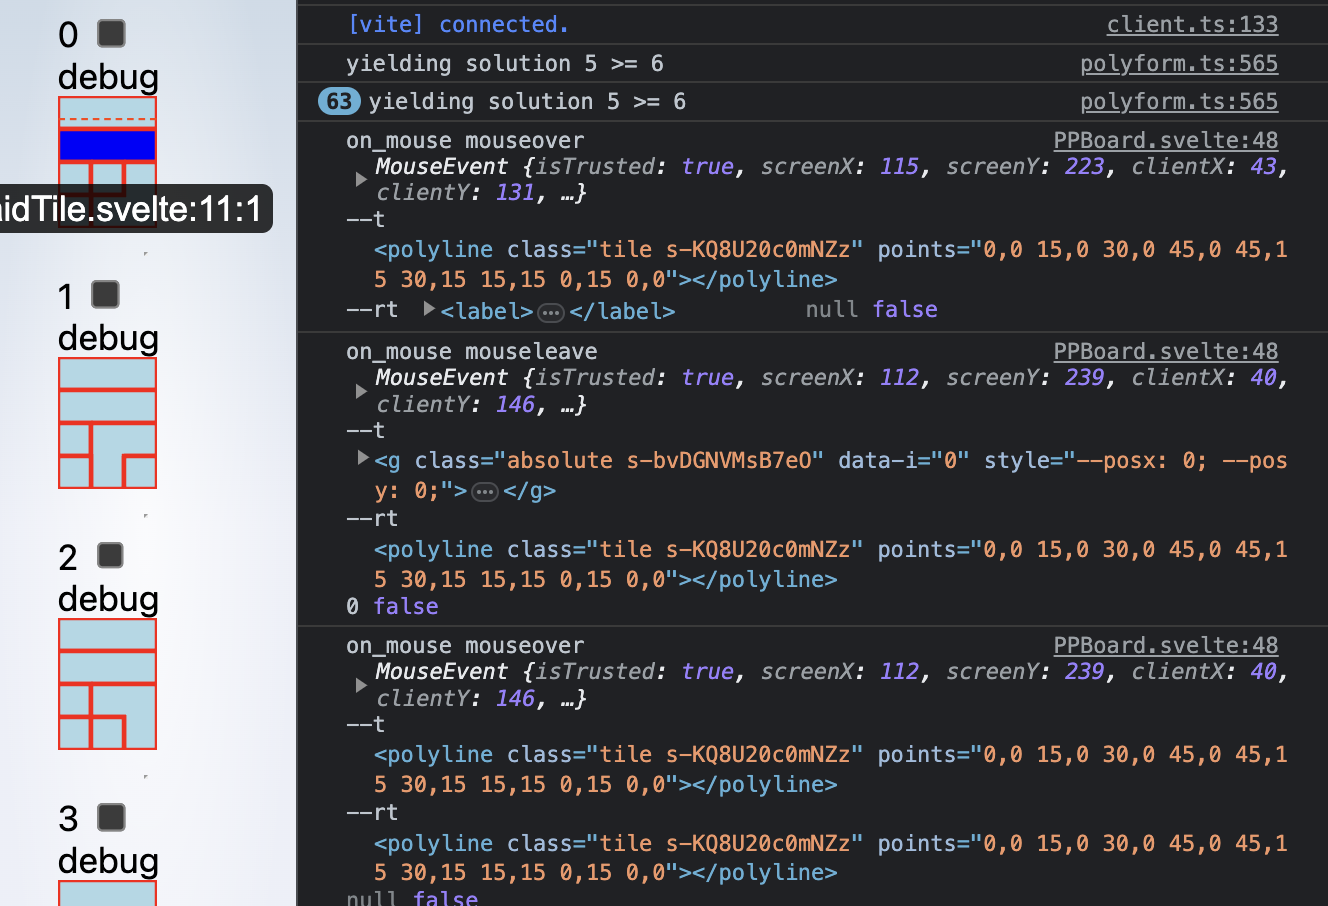 0
debug
idTile.svelte:11:1
1
debug
2
debug
3
debug
[vite] connected. client.ts:133
yielding solution 5 >= 6 polyform.ts:565
63 yielding solution 5 >= 6 polyform.ts:565
on_mouse mouseover PPBoard.svelte:48
MouseEvent {isTrusted: true, screenX: 115, screenY: 223, clientX: 43,
clientY: 131, …}
--t
<polyline class="tile s-KQ8U20c0mNZz" points="0,0 15,0 30,0 45,0 45,1
5 30,15 15,15 0,15 0,0"></polyline>
--rt <label>…</label> null false
on_mouse mouseleave PPBoard.svelte:48
MouseEvent {isTrusted: true, screenX: 112, screenY: 239, clientX: 40,
clientY: 146, …}
--t
<g class="absolute s-bvDGNVMsB7eO" data-i="0" style="--posx: 0; --pos
y: 0;">…</g>
--rt
<polyline class="tile s-KQ8U20c0mNZz" points="0,0 15,0 30,0 45,0 45,1
5 30,15 15,15 0,15 0,0"></polyline>
0 false
on_mouse mouseover PPBoard.svelte:48
MouseEvent {isTrusted: true, screenX: 112, screenY: 239, clientX: 40,
clientY: 146, …}
--t
<polyline class="tile s-KQ8U20c0mNZz" points="0,0 15,0 30,0 45,0 45,1
5 30,15 15,15 0,15 0,0"></polyline>
--rt
<polyline class="tile s-KQ8U20c0mNZz" points="0,0 15,0 30,0 45,0 45,1
5 30,15 15,15 0,15 0,0"></polyline>
null false